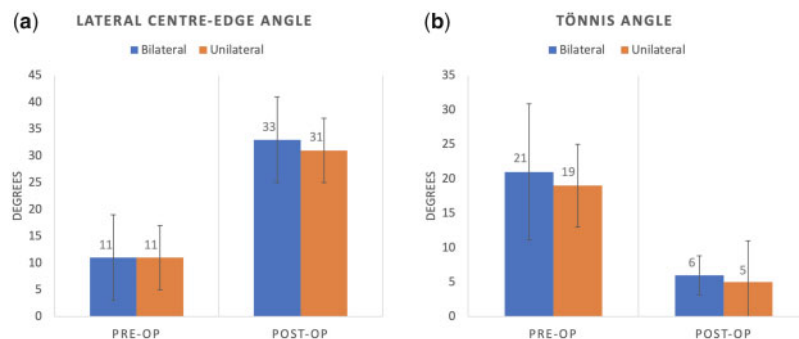 (a) LATERAL CENTRE-EDGE ANGLE
Bilateral Unilateral
45
40
35
30
25
20
15
10
5
0
DEGREES
11 11
33 31
PRE-OP POST-OP
(b) TÖNNIS ANGLE
Bilateral Unilateral
35
30
25
20
15
10
5
0
DEGREES
21 19
6 5
PRE-OP POST-OP